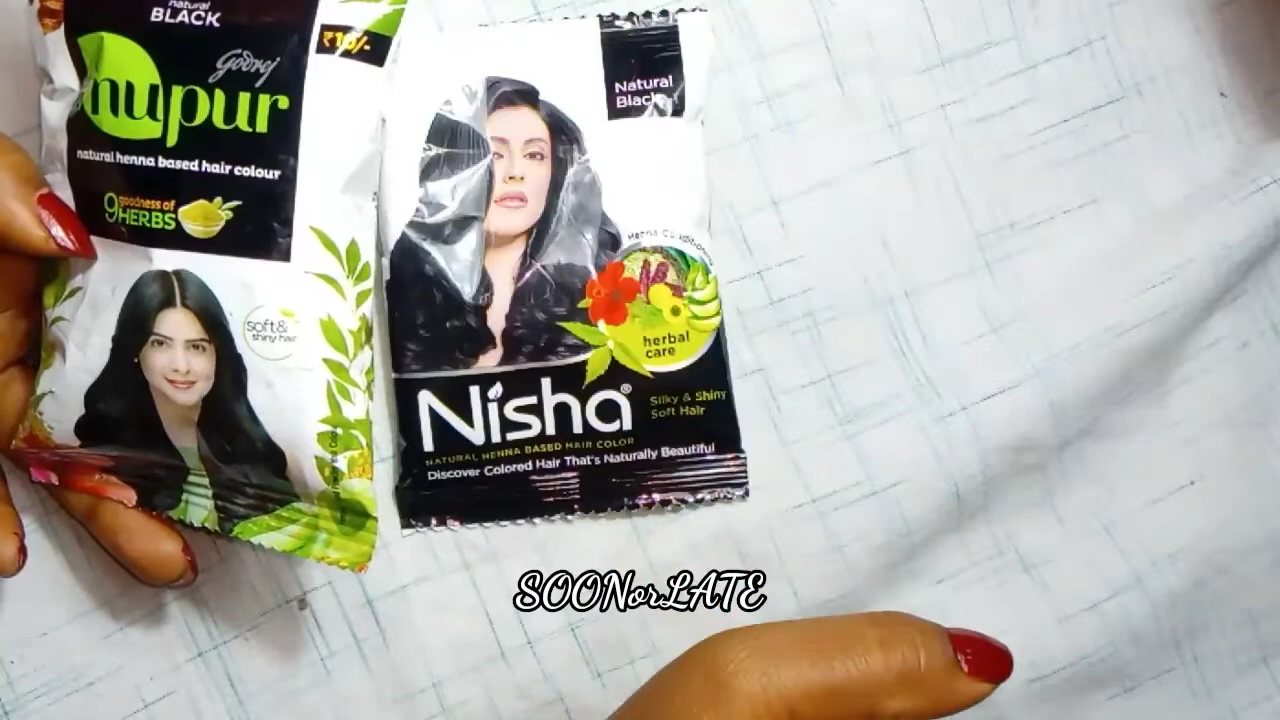 natural
BLACK
₹10/-
Godrej
nupur
natural henna based hair colour
9 goodness of
HERBS
soft&
shiny hair
Natural
Black
Henna Conditioning
herbal
care
Nisha®
Silky & Shiny
Soft Hair
NATURAL HENNA BASED HAIR COLOR
Discover Colored Hair That's Naturally Beautiful
SOONorLATE